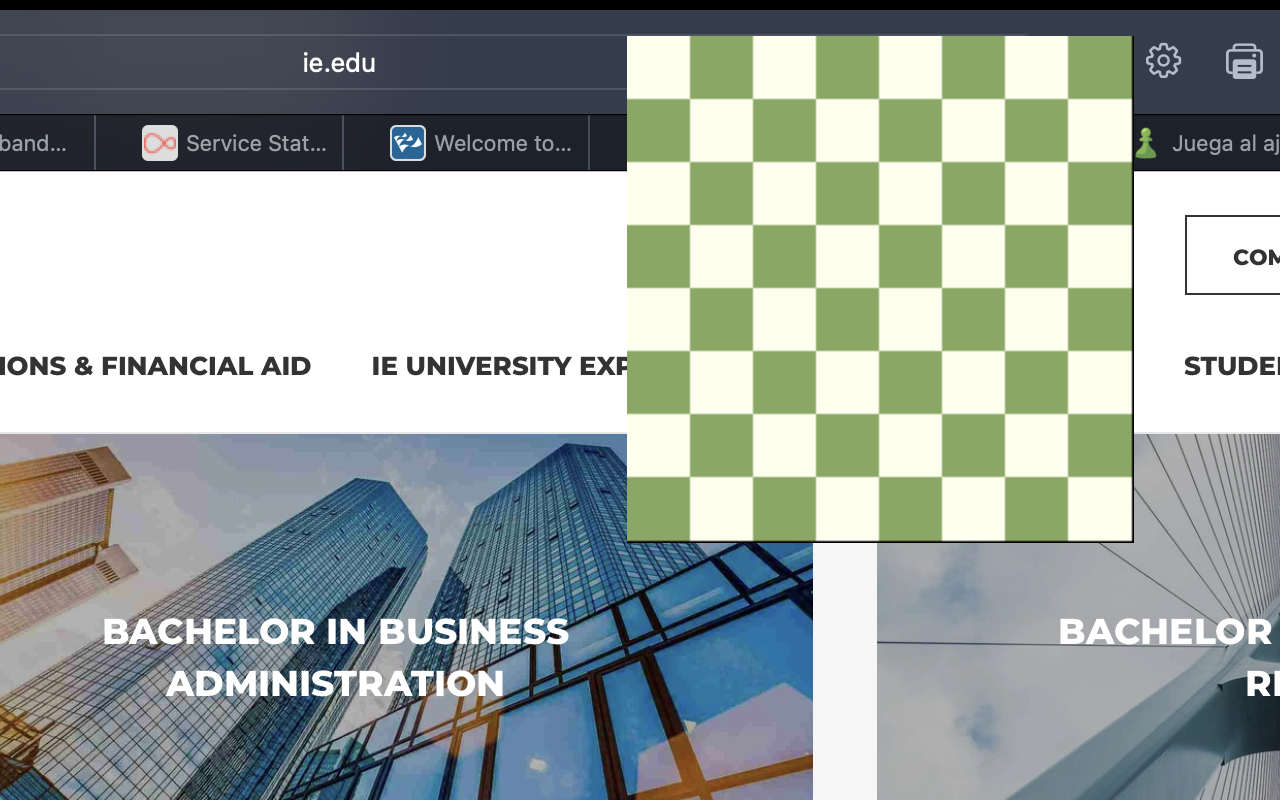 ie.edu
band...
Service Stat...
Welcome to...
Juega al aj
COM
IONS & FINANCIAL AID
IE UNIVERSITY EXP
STUDE
BACHELOR IN BUSINESS
ADMINISTRATION
BACHELOR
RE